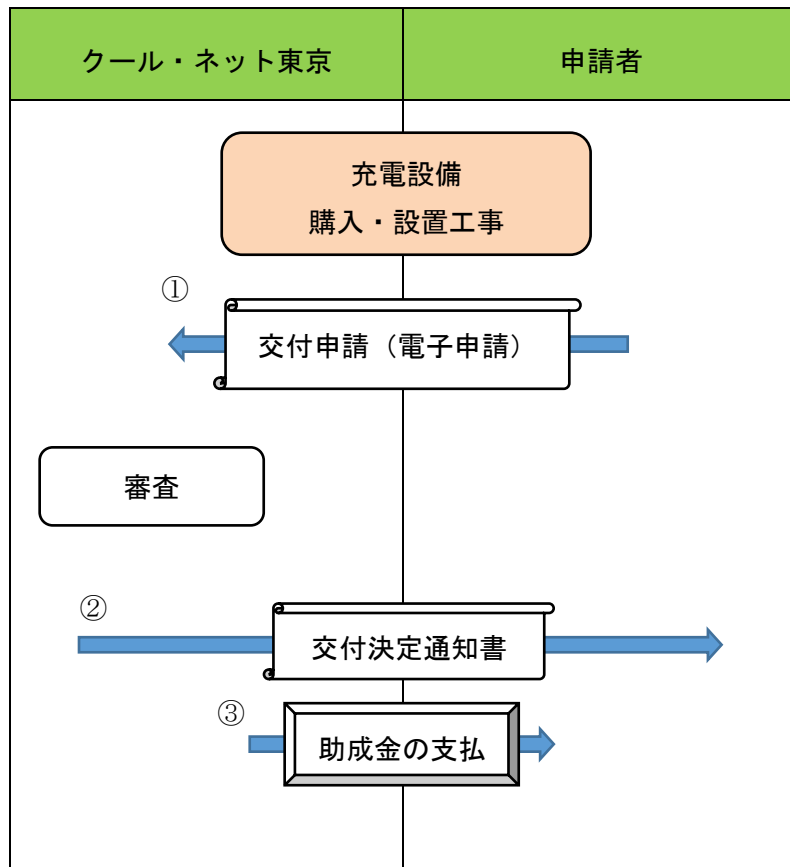 クール・ネット東京
申請者
充電設備
購入・設置工事
①
交付申請（電子申請）
審査
②
交付決定通知書
③
助成金の支払